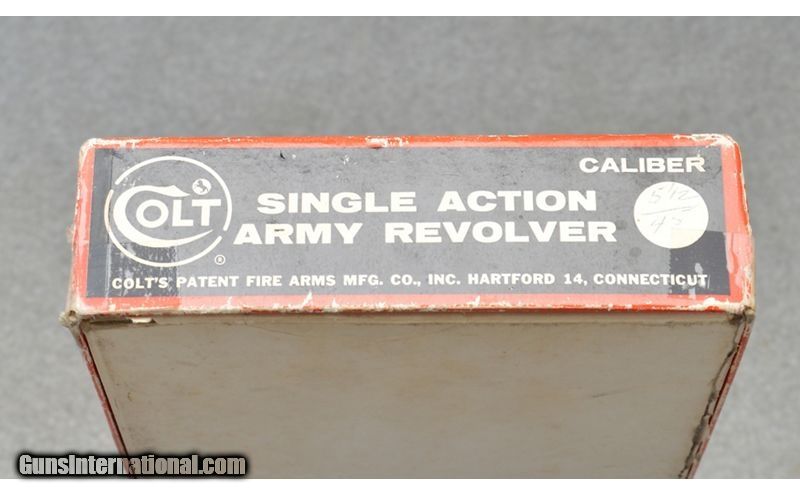 CALIBER
COLT
SINGLE ACTION
ARMY REVOLVER
5 1/2
45
®
COLT'S PATENT FIRE ARMS MFG. CO., INC. HARTFORD 14, CONNECTICUT
GunsInternational.com